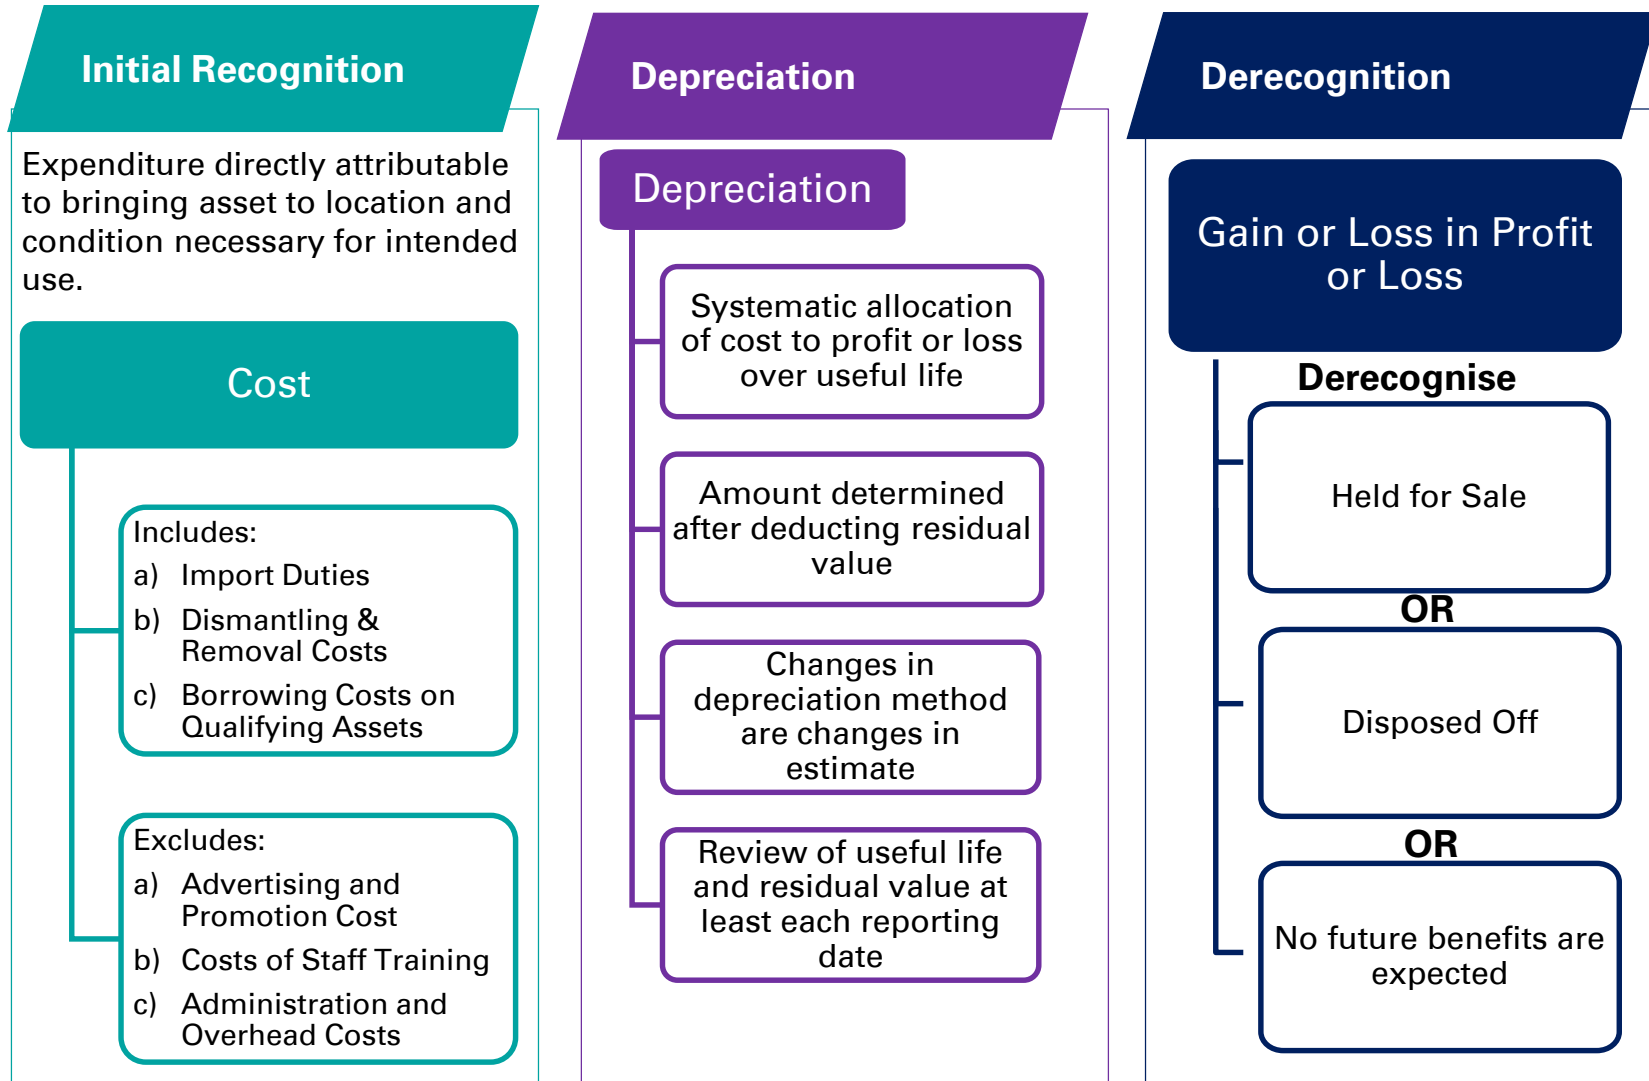 Initial Recognition
Expenditure directly attributable
to bringing asset to location and
condition necessary for intended
use.
Cost
Includes:
a) Import Duties
b) Dismantling &
Removal Costs
c) Borrowing Costs on
Qualifying Assets
Excludes:
a) Advertising and
Promotion Cost
b) Costs of Staff Training
c) Administration and
Overhead Costs
Depreciation
Depreciation
Systematic allocation
of cost to profit or loss
over useful life
Amount determined
after deducting residual
value
Changes in
depreciation method
are changes in
estimate
Review of useful life
and residual value at
least each reporting
date
Derecognition
Gain or Loss in Profit
or Loss
Derecognise
Held for Sale
OR
Disposed Off
OR
No future benefits are
expected